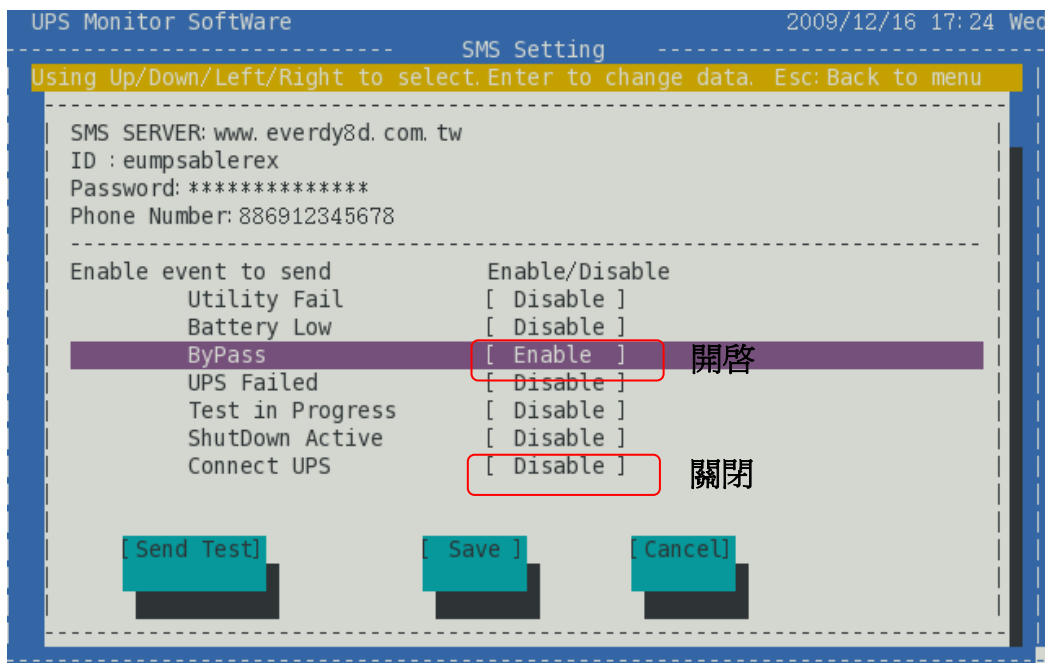 UPS Monitor SoftWare 2009/12/16 17:24 Wed
SMS Setting
Using Up/Down/Left/Right to select.Enter to change data. Esc:Back to menu
SMS SERVER:www.everdy8d.com.tw
ID :eumpsablerex
Password:**************
Phone Number:886912345678
Enable event to send Enable/Disable
Utility Fail [ Disable ]
Battery Low [ Disable ]
ByPass [ Enable ] 開啓
UPS Failed [ Disable ]
Test in Progress [ Disable ]
ShutDown Active [ Disable ]
Connect UPS [ Disable ] 關閉
[Send Test] [ Save ] [Cancel]